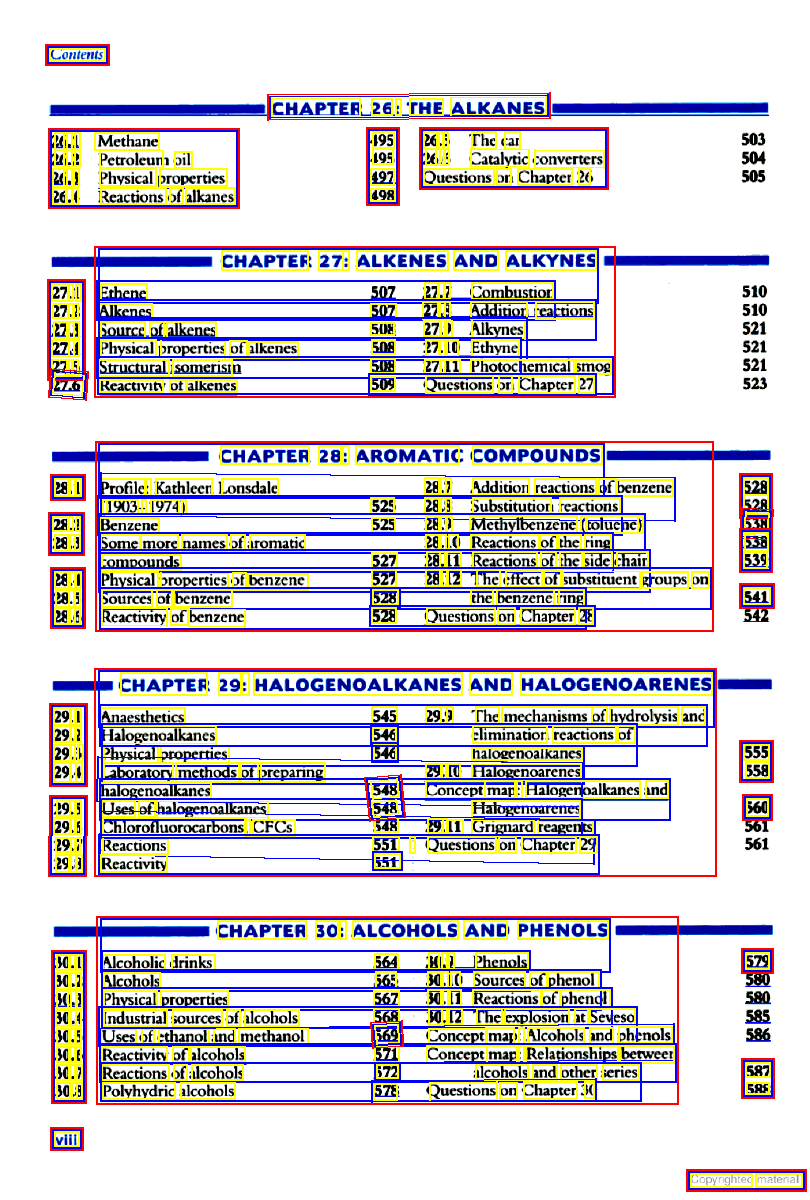 Contents
CHAPTER 26: THE ALKANES
26.1 Methane 495
26.2 Petroleum oil 495
26.3 Physical properties 497
26.4 Reactions of alkanes 498
26.5 The car 503
26.6 Catalytic converters 504
Questions on Chapter 26 505
CHAPTER 27: ALKENES AND ALKYNES
27.1 Ethene 507
27.2 Alkenes 507
27.3 Source of alkenes 508
27.4 Physical properties of alkenes 508
27.5 Structural isomerism 508
27.6 Reactivity of alkenes 509
27.7 Combustion 510
27.8 Addition reactions 510
27.9 Alkynes 521
27.10 Ethyne 521
27.11 Photochemical smog 521
Questions on Chapter 27 523
CHAPTER 28: AROMATIC COMPOUNDS
28.1 Profile: Kathleen Lonsdale
(1903–1974) 525
28.2 Benzene 525
28.3 Some more names of aromatic
compounds 527
28.4 Physical properties of benzene 527
28.5 Sources of benzene 528
28.6 Reactivity of benzene 528
28.7 Addition reactions of benzene 528
28.8 Substitution reactions 528
28.9 Methylbenzene (toluene) 538
28.10 Reactions of the ring 538
28.11 Reactions of the side chain 539
28.12 The effect of substituent groups on
the benzene ring 541
Questions on Chapter 28 542
CHAPTER 29: HALOGENOALKANES AND HALOGENOARENES
29.1 Anaesthetics 545
29.2 Halogenoalkanes 546
29.3 Physical properties 546
29.4 Laboratory methods of preparing
halogenoalkanes 548
29.5 Uses of halogenoalkanes 548
29.6 Chlorofluorocarbons, CFCs 548
29.7 Reactions 551
29.8 Reactivity 551
29.9 The mechanisms of hydrolysis and
elimination reactions of
halogenoalkanes 555
29.10 Halogenoarenes 558
Concept map: Halogenoalkanes and
Halogenoarenes 560
29.11 Grignard reagents 561
Questions on Chapter 29 561
CHAPTER 30: ALCOHOLS AND PHENOLS
30.1 Alcoholic drinks 564
30.2 Alcohols 565
30.3 Physical properties 567
30.4 Industrial sources of alcohols 568
30.5 Uses of ethanol and methanol 569
30.6 Reactivity of alcohols 571
30.7 Reactions of alcohols 572
30.8 Polyhydric alcohols 578
30.9 Phenols 579
30.10 Sources of phenol 580
30.11 Reactions of phenol 580
30.12 The explosion at Seveso 585
Concept map: Alcohols and phenols 586
Concept map: Relationships between
alcohols and other series 587
Questions on Chapter 30 588
viii
Copyrighted material